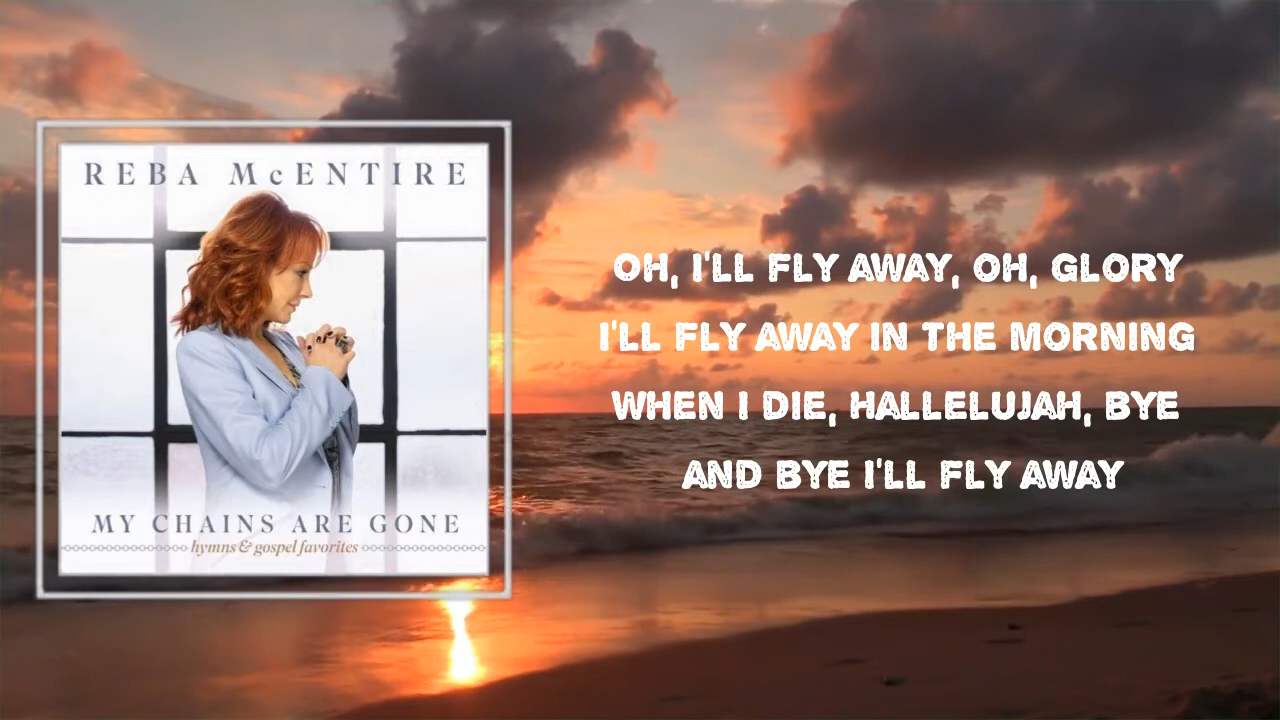 REBA McENTIRE
MY CHAINS ARE GONE
hymns & gospel favorites
OH, I'LL FLY AWAY, OH, GLORY
I'LL FLY AWAY IN THE MORNING
WHEN I DIE, HALLELUJAH, BYE
AND BYE I'LL FLY AWAY